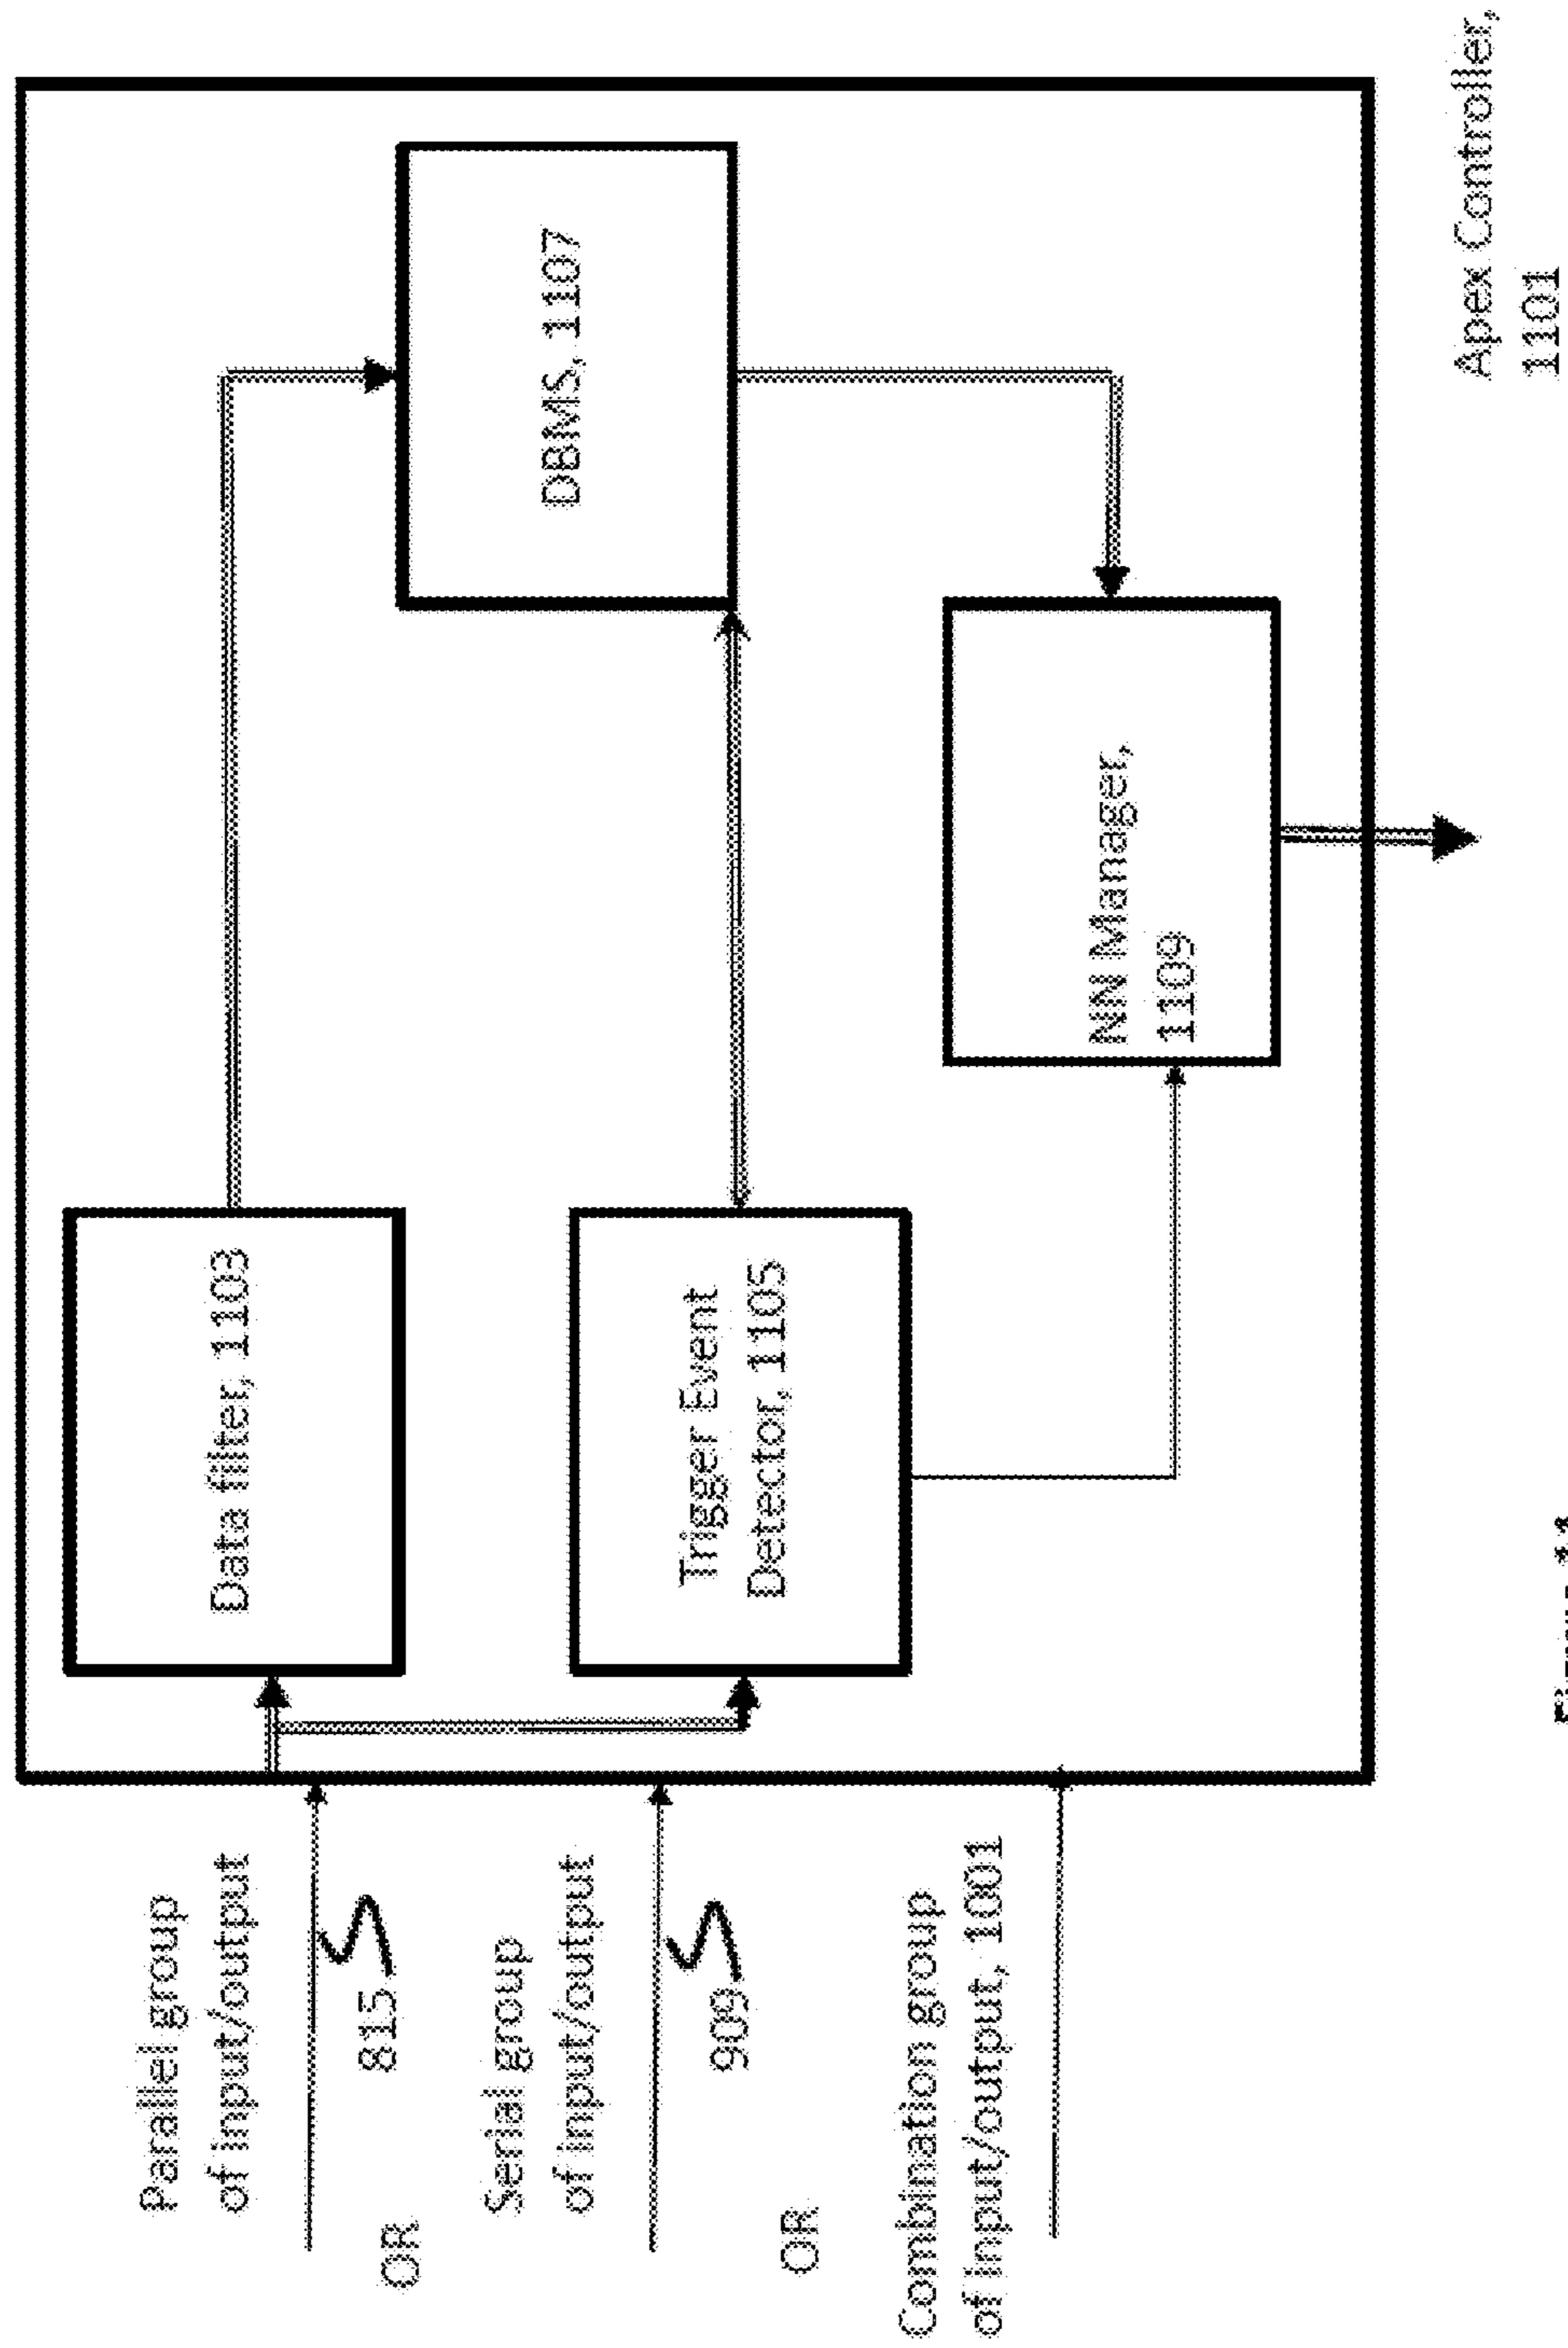 Parallel group
of input/output
815
OR
Serial group
of input/output
909
OR
Combination group
of input/output, 1001
Data filter, 1103
Trigger Event
Detector, 1105
DBMS, 1107
NN Manager,
1109
Apex Controller,
1101